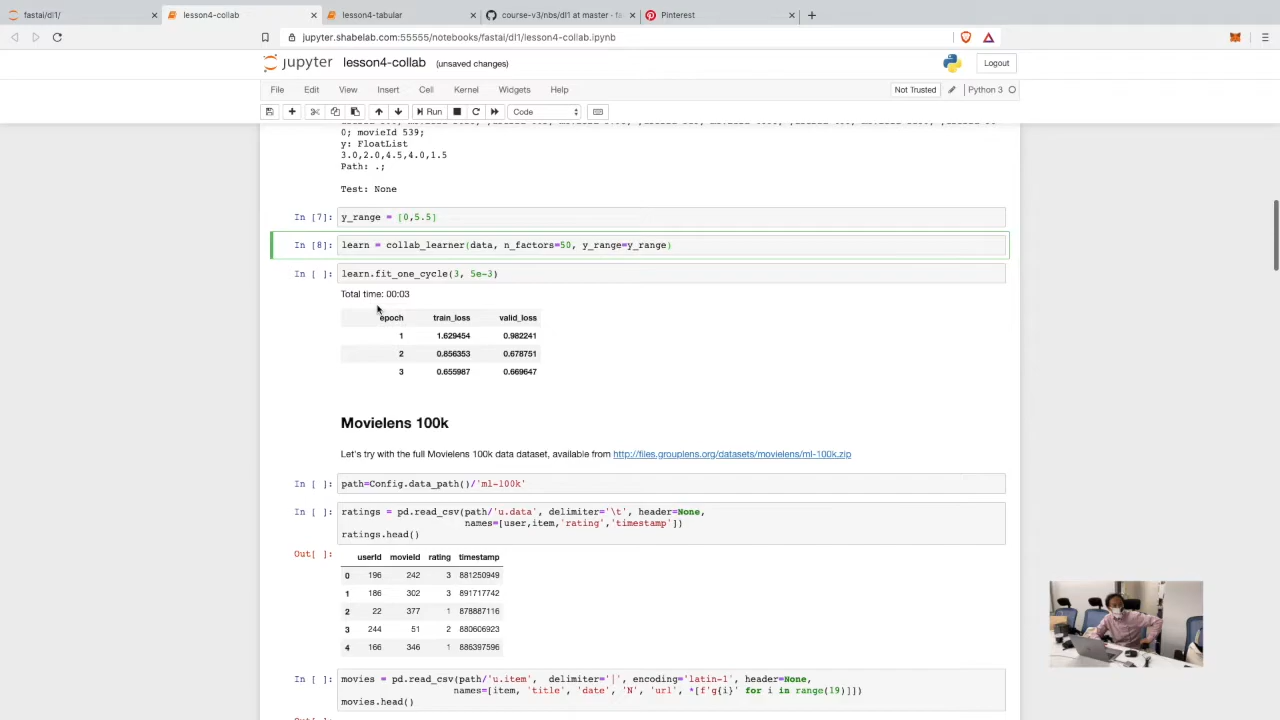 fastai/dl1/
lesson4-collab
lesson4-tabular
course-v3/nbs/dl1 at master · fa
Pinterest
jupyter.shabelab.org:55555/notebooks/fastai/dl1/lesson4-collab.ipynb
jupyter lesson4-collab (unsaved changes)
Logout
File Edit View Insert Cell Kernel Widgets Help
Not Trusted Python 3
Run Code
0; movieId 539;
y: FloatList
3.0,2.0,4.5,4.0,1.5
Path: .;
Test: None
In [7]: y_range = [0,5.5]
In [8]: learn = collab_learner(data, n_factors=50, y_range=y_range)
In [ ]: learn.fit_one_cycle(3, 5e-3)
Total time: 00:03
epoch train_loss valid_loss
1 1.629454 0.982241
2 0.856353 0.678751
3 0.655987 0.669647
Movielens 100k
Let's try with the full Movielens 100k data dataset, available from http://files.grouplens.org/datasets/movielens/ml-100k.zip
In [ ]: path=Config.data_path()/'ml-100k'
In [ ]: ratings = pd.read_csv(path/'u.data', delimiter='\t', header=None,
names=[user,item,'rating','timestamp'])
ratings.head()
Out[ ]:
userId movieId rating timestamp
0 196 242 3 881250949
1 186 302 3 891717742
2 22 377 1 878887116
3 244 51 2 880606923
4 166 346 1 886397596
In [ ]: movies = pd.read_csv(path/'u.item', delimiter='|', encoding='latin-1', header=None,
names=[item, 'title', 'date', 'N', 'url', *[f'g{i}' for i in range(19)]])
movies.head()